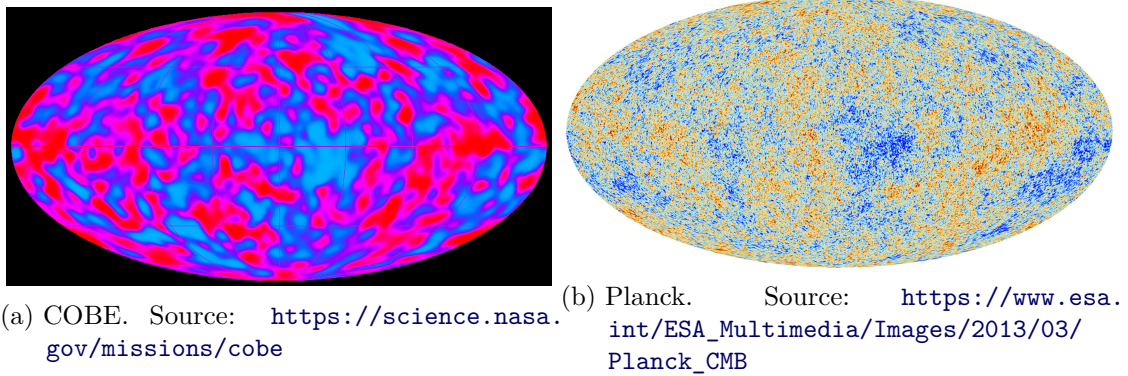 (a) COBE. Source: https://science.nasa.
gov/missions/cobe
(b) Planck. Source: https://www.esa.
int/ESA_Multimedia/Images/2013/03/
Planck_CMB